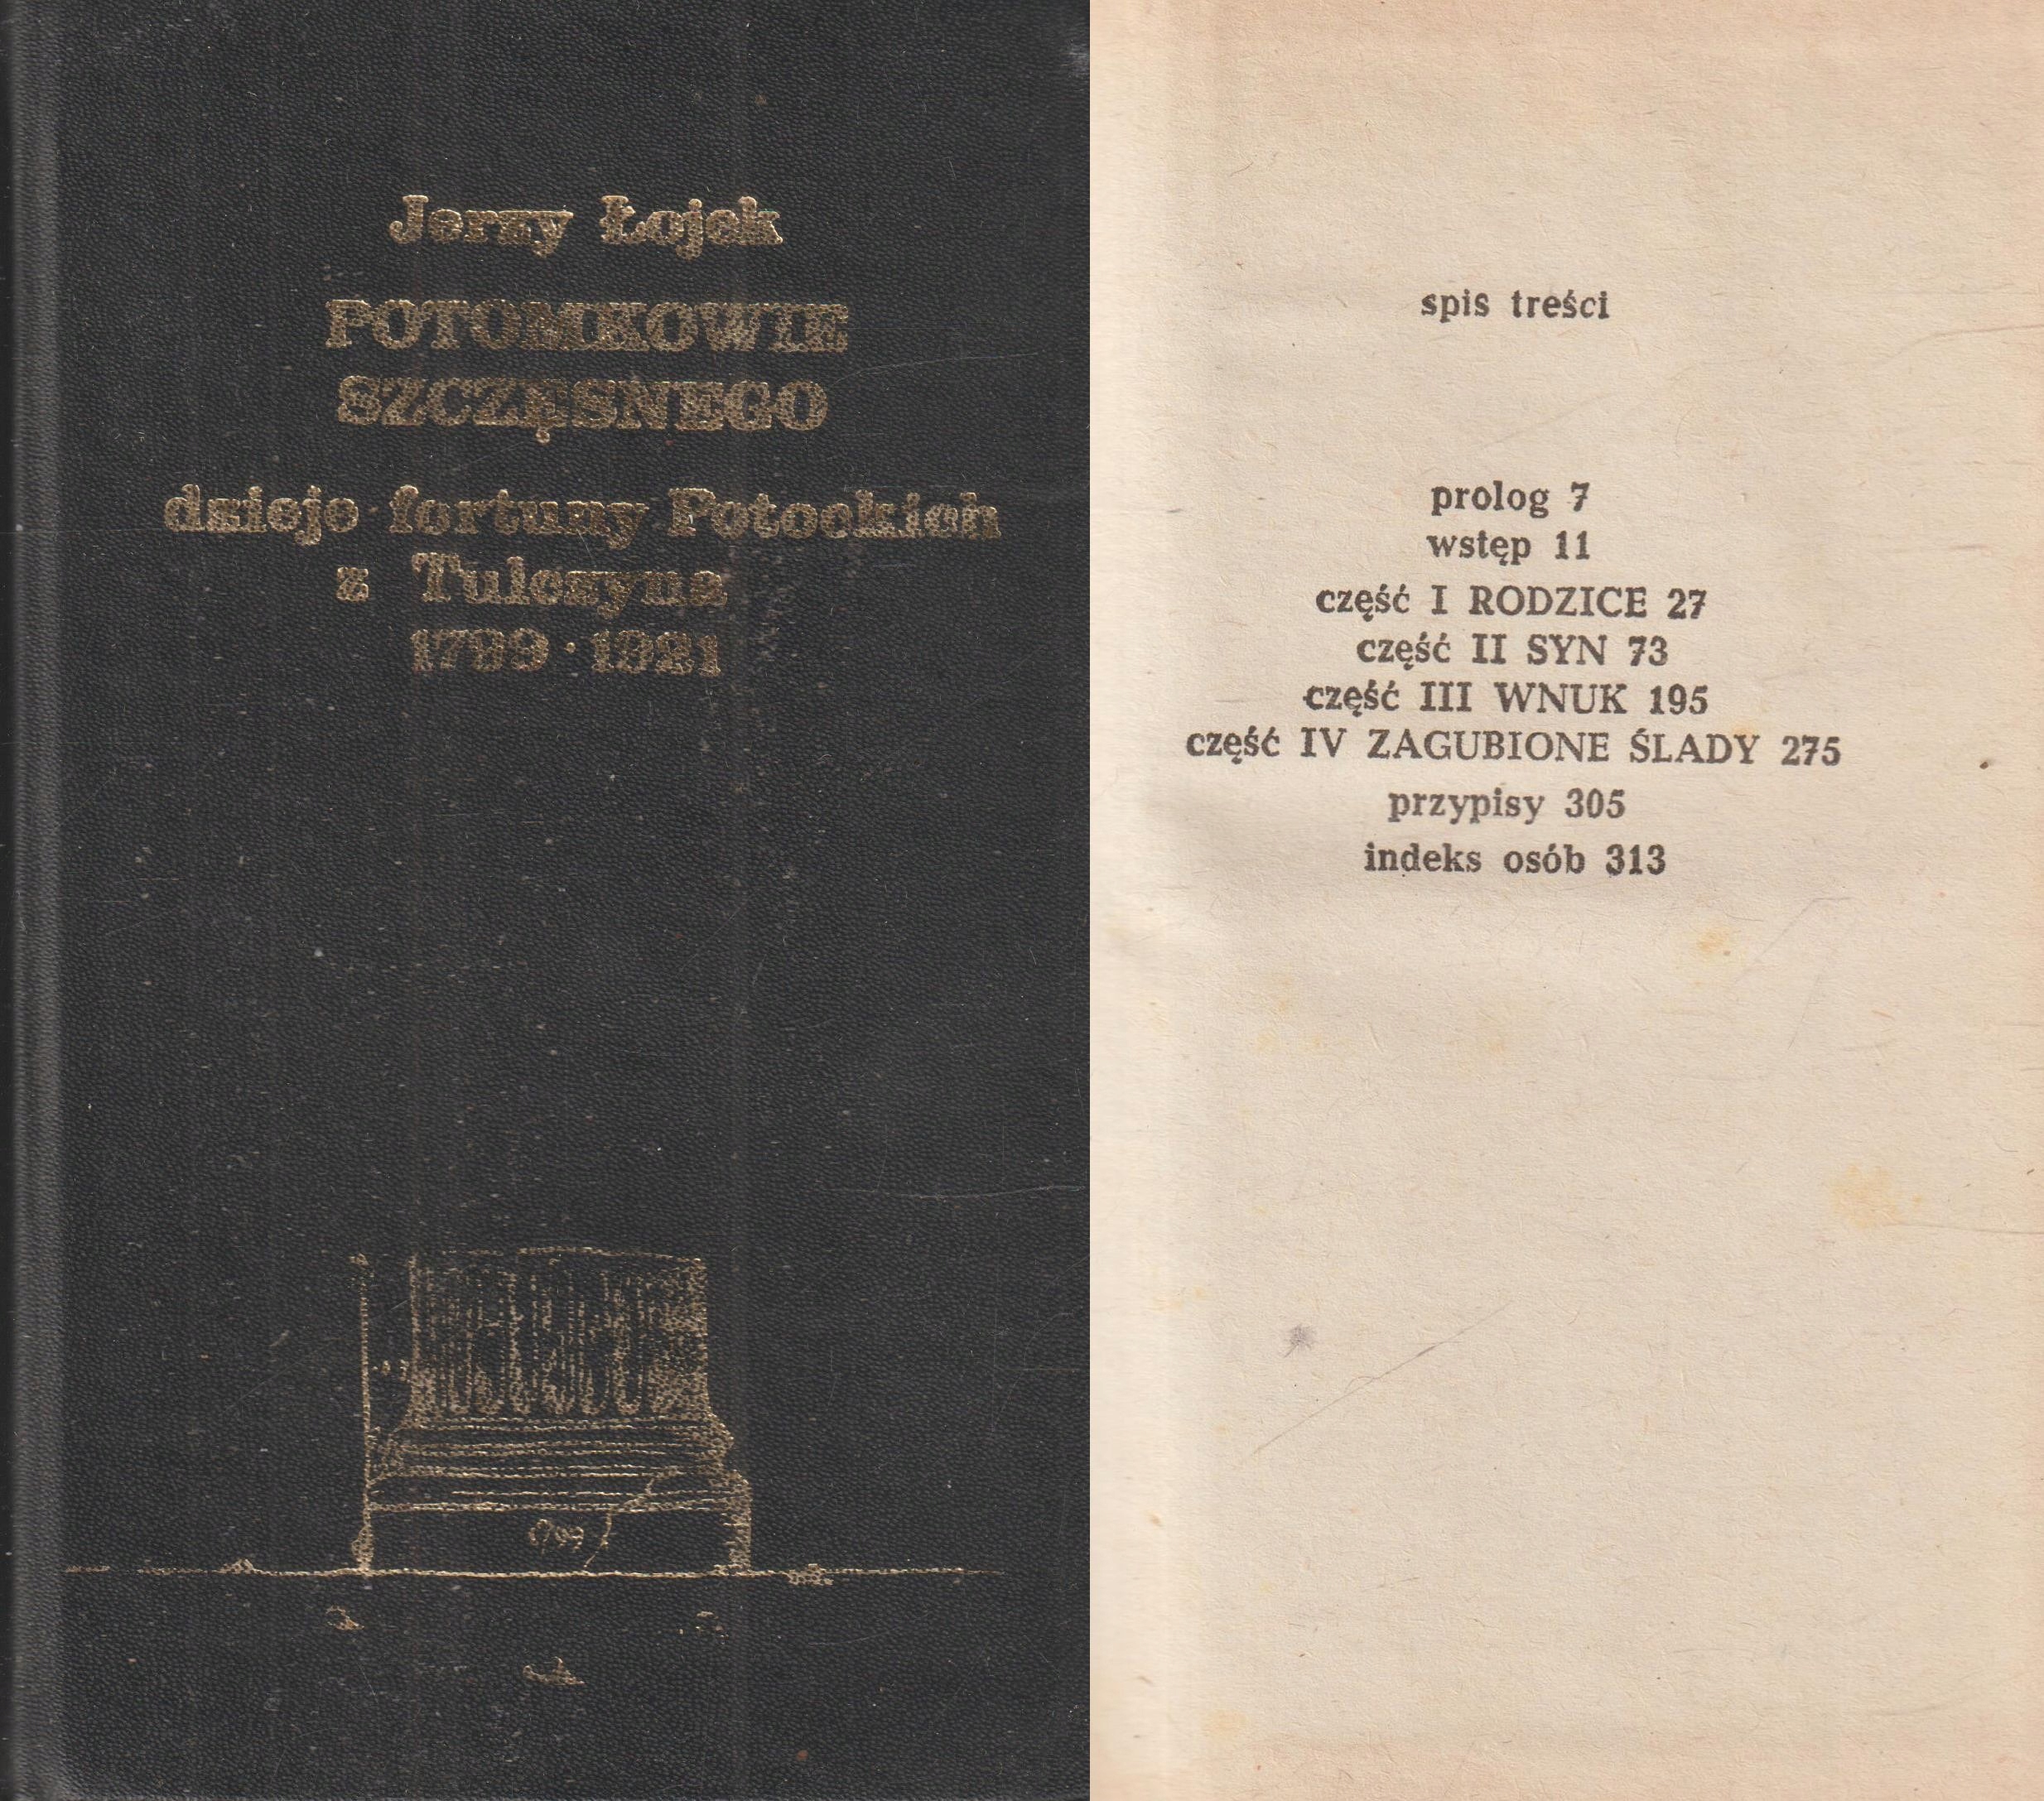 Jerzy Łojek
POTOMKOWIE
SZCZĘSNEGO
dzieje fortuny Potockich
z Tulczyna
1799 · 1921
1799
spis treści
prolog 7
wstęp 11
część I RODZICE 27
część II SYN 73
część III WNUK 195
część IV ZAGUBIONE ŚLADY 275
przypisy 305
indeks osób 313